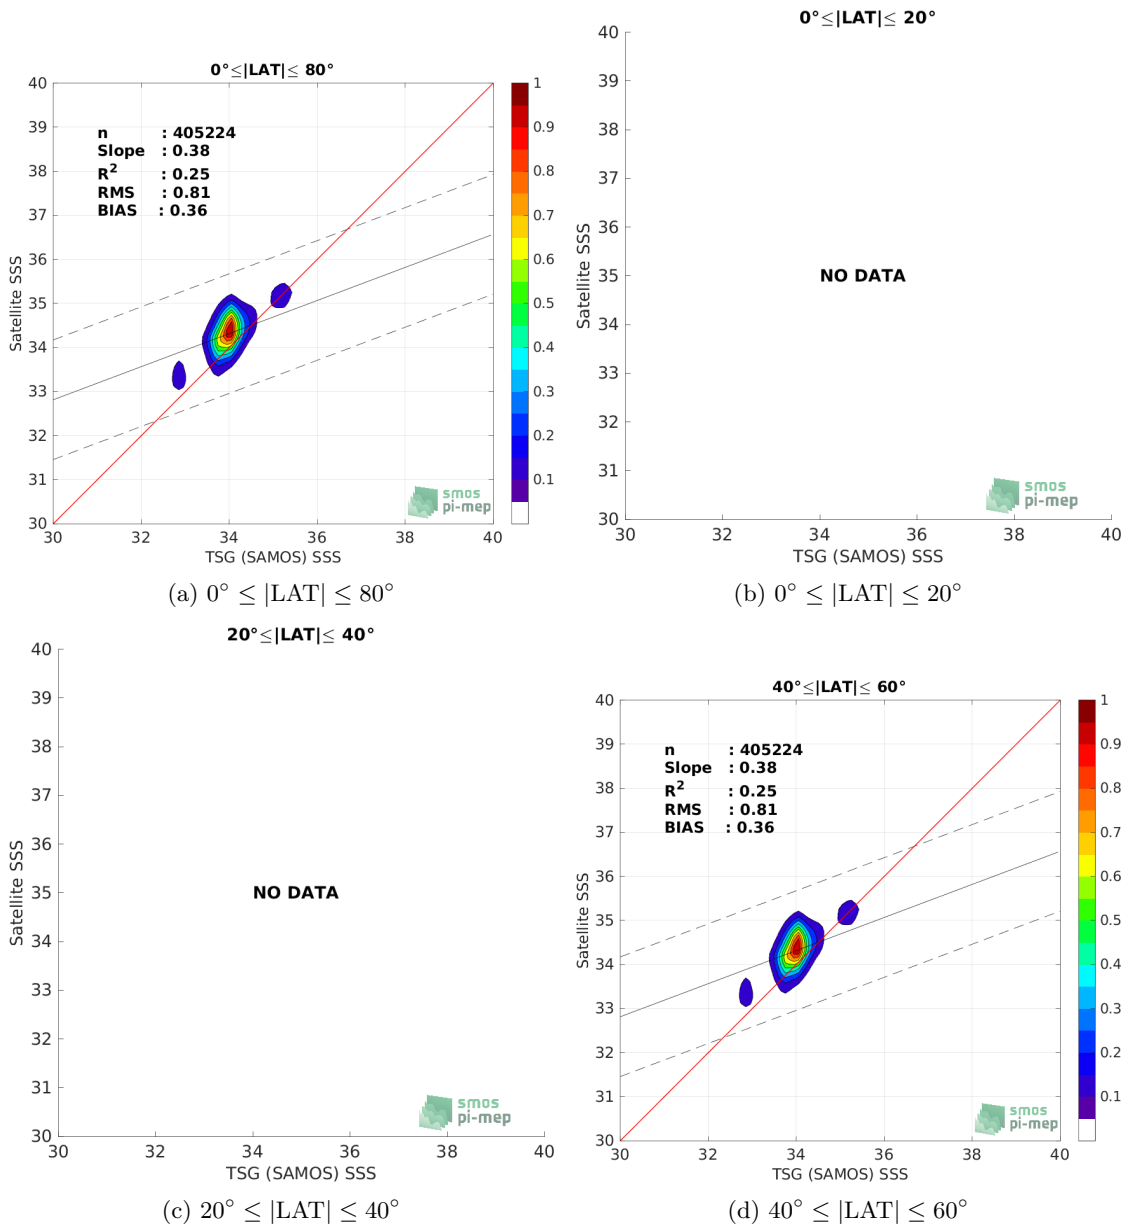 0°≤|LAT|≤ 80°
40
39
38
37
36
35
34
33
32
31
30
Satellite SSS
n : 405224
Slope : 0.38
R² : 0.25
RMS : 0.81
BIAS : 0.36
smos
pi-mep
30 32 34 36 38 40
TSG (SAMOS) SSS
1
0.9
0.8
0.7
0.6
0.5
0.4
0.3
0.2
0.1
(a) 0° ≤ |LAT| ≤ 80°
0°≤|LAT|≤ 20°
40
39
38
37
36
35
34
33
32
31
30
Satellite SSS
NO DATA
smos
pi-mep
30 32 34 36 38 40
TSG (SAMOS) SSS
(b) 0° ≤ |LAT| ≤ 20°
20°≤|LAT|≤ 40°
40
39
38
37
36
35
34
33
32
31
30
Satellite SSS
NO DATA
smos
pi-mep
30 32 34 36 38 40
TSG (SAMOS) SSS
(c) 20° ≤ |LAT| ≤ 40°
40°≤|LAT|≤ 60°
40
39
38
37
36
35
34
33
32
31
30
Satellite SSS
n : 405224
Slope : 0.38
R² : 0.25
RMS : 0.81
BIAS : 0.36
smos
pi-mep
30 32 34 36 38 40
TSG (SAMOS) SSS
1
0.9
0.8
0.7
0.6
0.5
0.4
0.3
0.2
0.1
(d) 40° ≤ |LAT| ≤ 60°